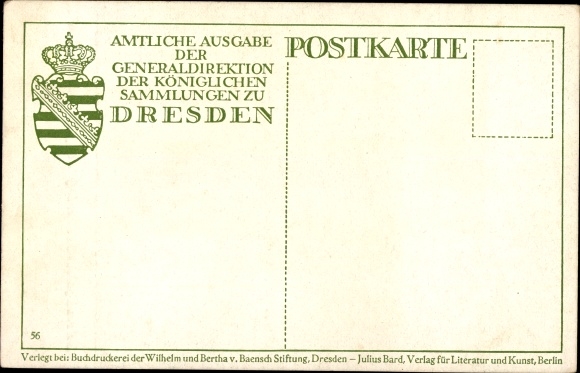 AMTLICHE AUSGABE
DER
GENERALDIREKTION
DER KÖNIGLICHEN
SAMMLUNGEN ZU
DRESDEN
POSTKARTE
56
Verlegt bei: Buchdruckerei der Wilhelm und Bertha v. Baensch Stiftung, Dresden – Julius Bard, Verlag für Literatur und Kunst, Berlin